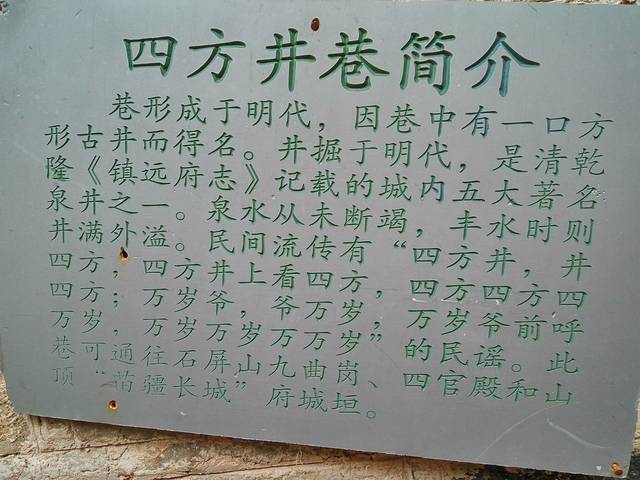 四方井巷简介
巷形成于明代，因巷中有一口方
形古井而得名。井掘于明代，是清乾
隆《镇远府志》记载的城内五大著名
泉井之一。泉水从未断竭，丰水时则
井满外溢。民间流传有“四方井，井
四方，四方井上看四方，四方四方四
四方；万岁爷，爷万岁，万岁爷前呼
万岁，万岁万岁万万岁”的民谣。此
巷可通往石屏山九曲岗、四官殿和山
顶“苗疆长城”府城垣。